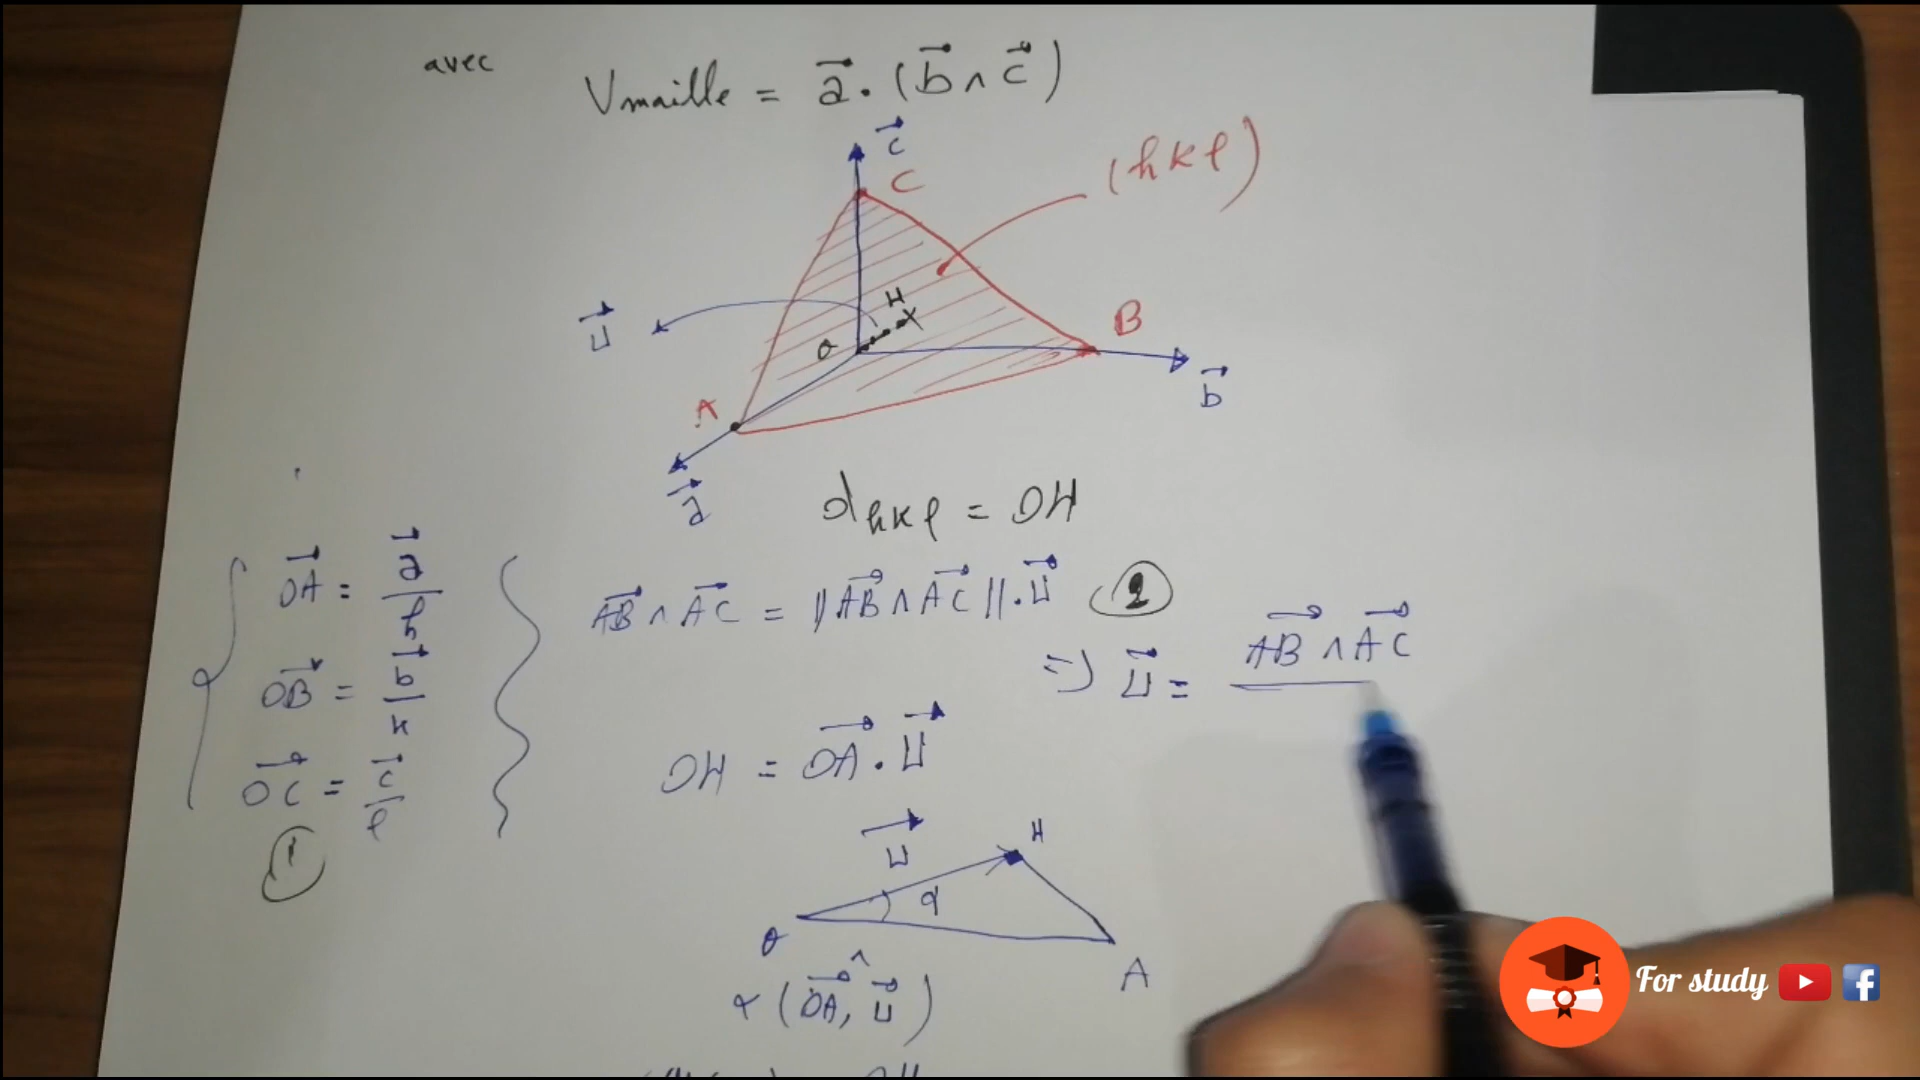 avec
Vmaille = a⃗ . (b⃗ ∧ c⃗)
c⃗
C
(hkl)
u⃗
H
O
B
b⃗
A
a⃗
dhkl = OH
OA⃗ = a⃗/h
OB⃗ = b⃗/k
OC⃗ = c⃗/l
1
AB⃗ ∧ AC⃗ = ||AB⃗ ∧ AC⃗||. u⃗ 2
=> u⃗ = AB⃗ ∧ AC⃗
OH = OA⃗ . u⃗
u⃗
H
α
O
A
α (OA⃗, u⃗)
For study